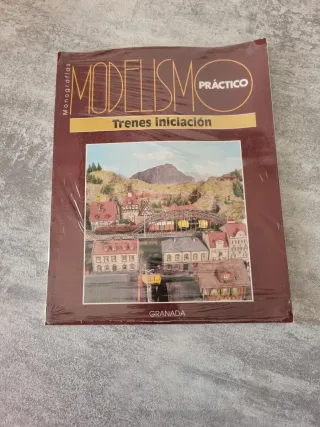 Monografías
MODELISMO
PRÁCTICO
Trenes iniciación
GRANADA